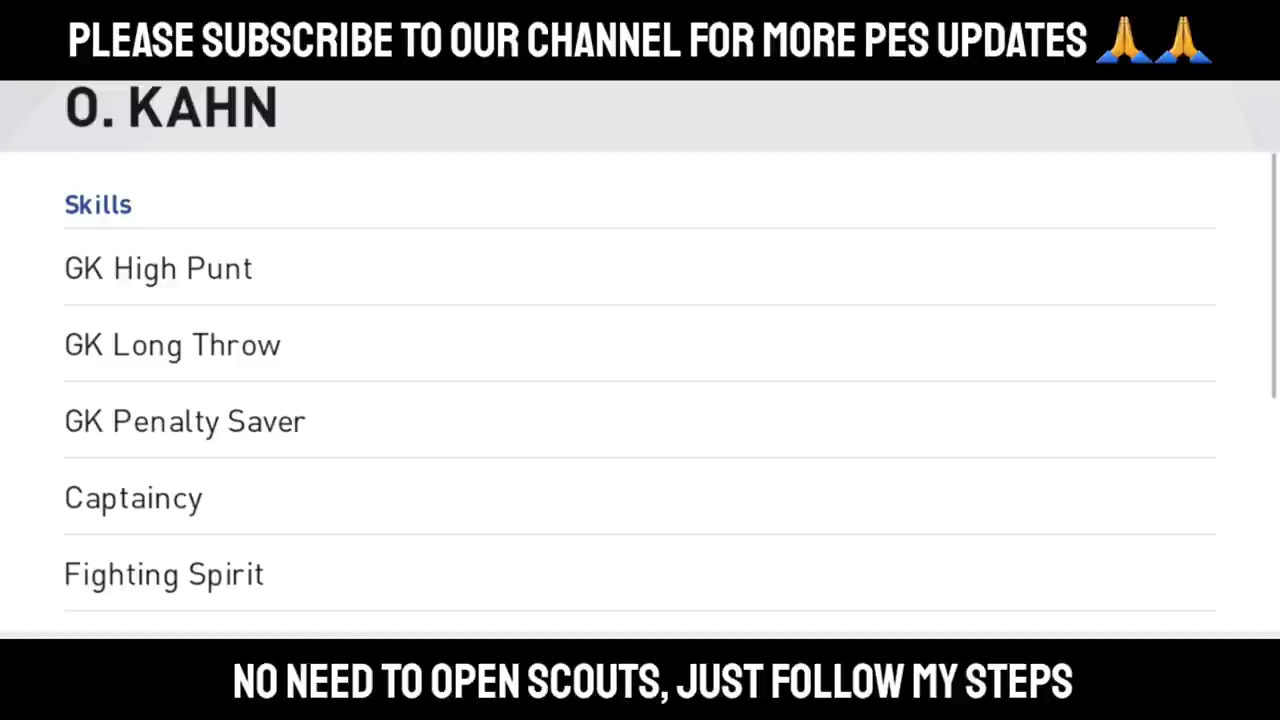 PLEASE SUBSCRIBE TO OUR CHANNEL FOR MORE PES UPDATES 🙏🙏
O. KAHN
Skills
GK High Punt
GK Long Throw
GK Penalty Saver
Captaincy
Fighting Spirit
NO NEED TO OPEN SCOUTS, JUST FOLLOW MY STEPS